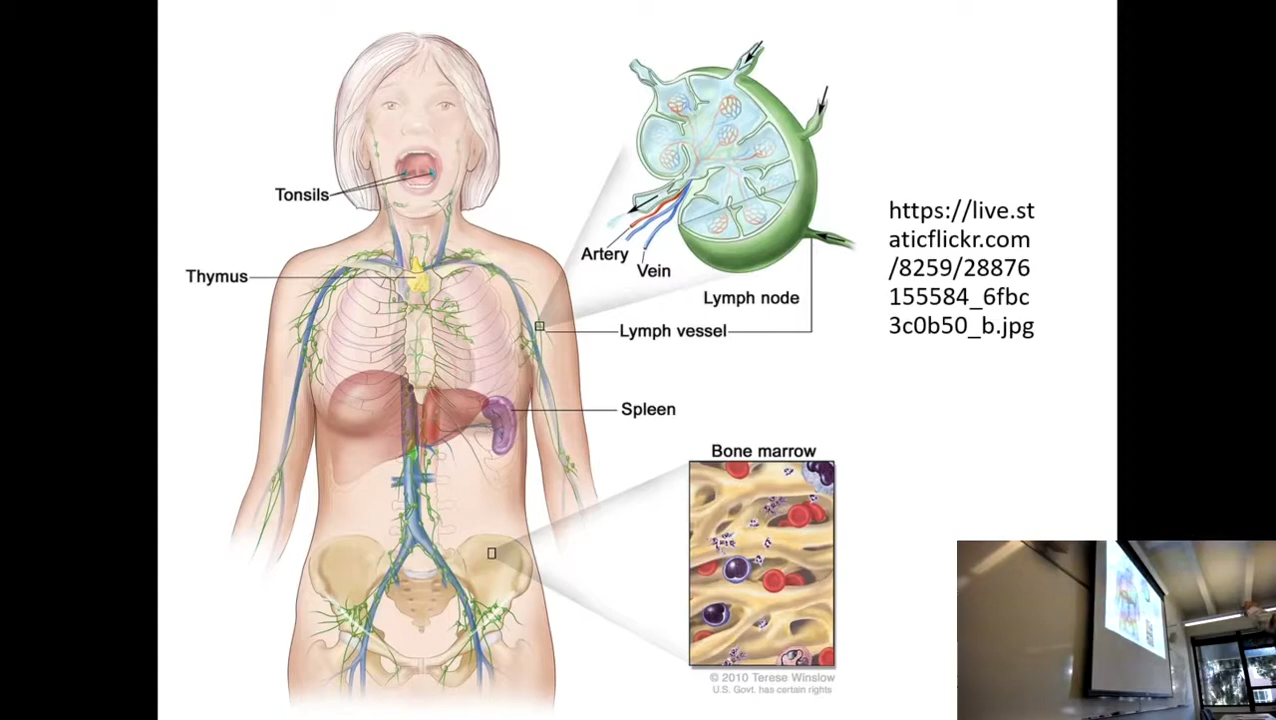 Tonsils
Thymus
Artery
Vein
Lymph node
Lymph vessel
Spleen
Bone marrow
© 2010 Terese Winslow
U.S. Govt. has certain rights
https://live.st
aticflickr.com
/8259/28876
155584_6fbc
3c0b50_b.jpg